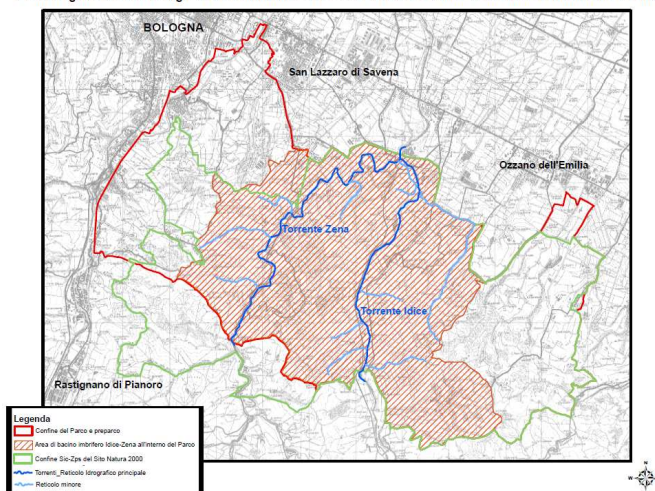 BOLOGNA
San Lazzaro di Savena
Ozzano dell'Emilia
Torrente Zena
Torrente Idice
Rastignano di Pianoro
Legenda
Confine del Parco e preparco
Area di bacino imbrifero Idice-Zena all'interno del Parco
Confine Sic-Zps del Sito Natura 2000
Torrenti_Reticolo Idrografico principale
Reticolo minore